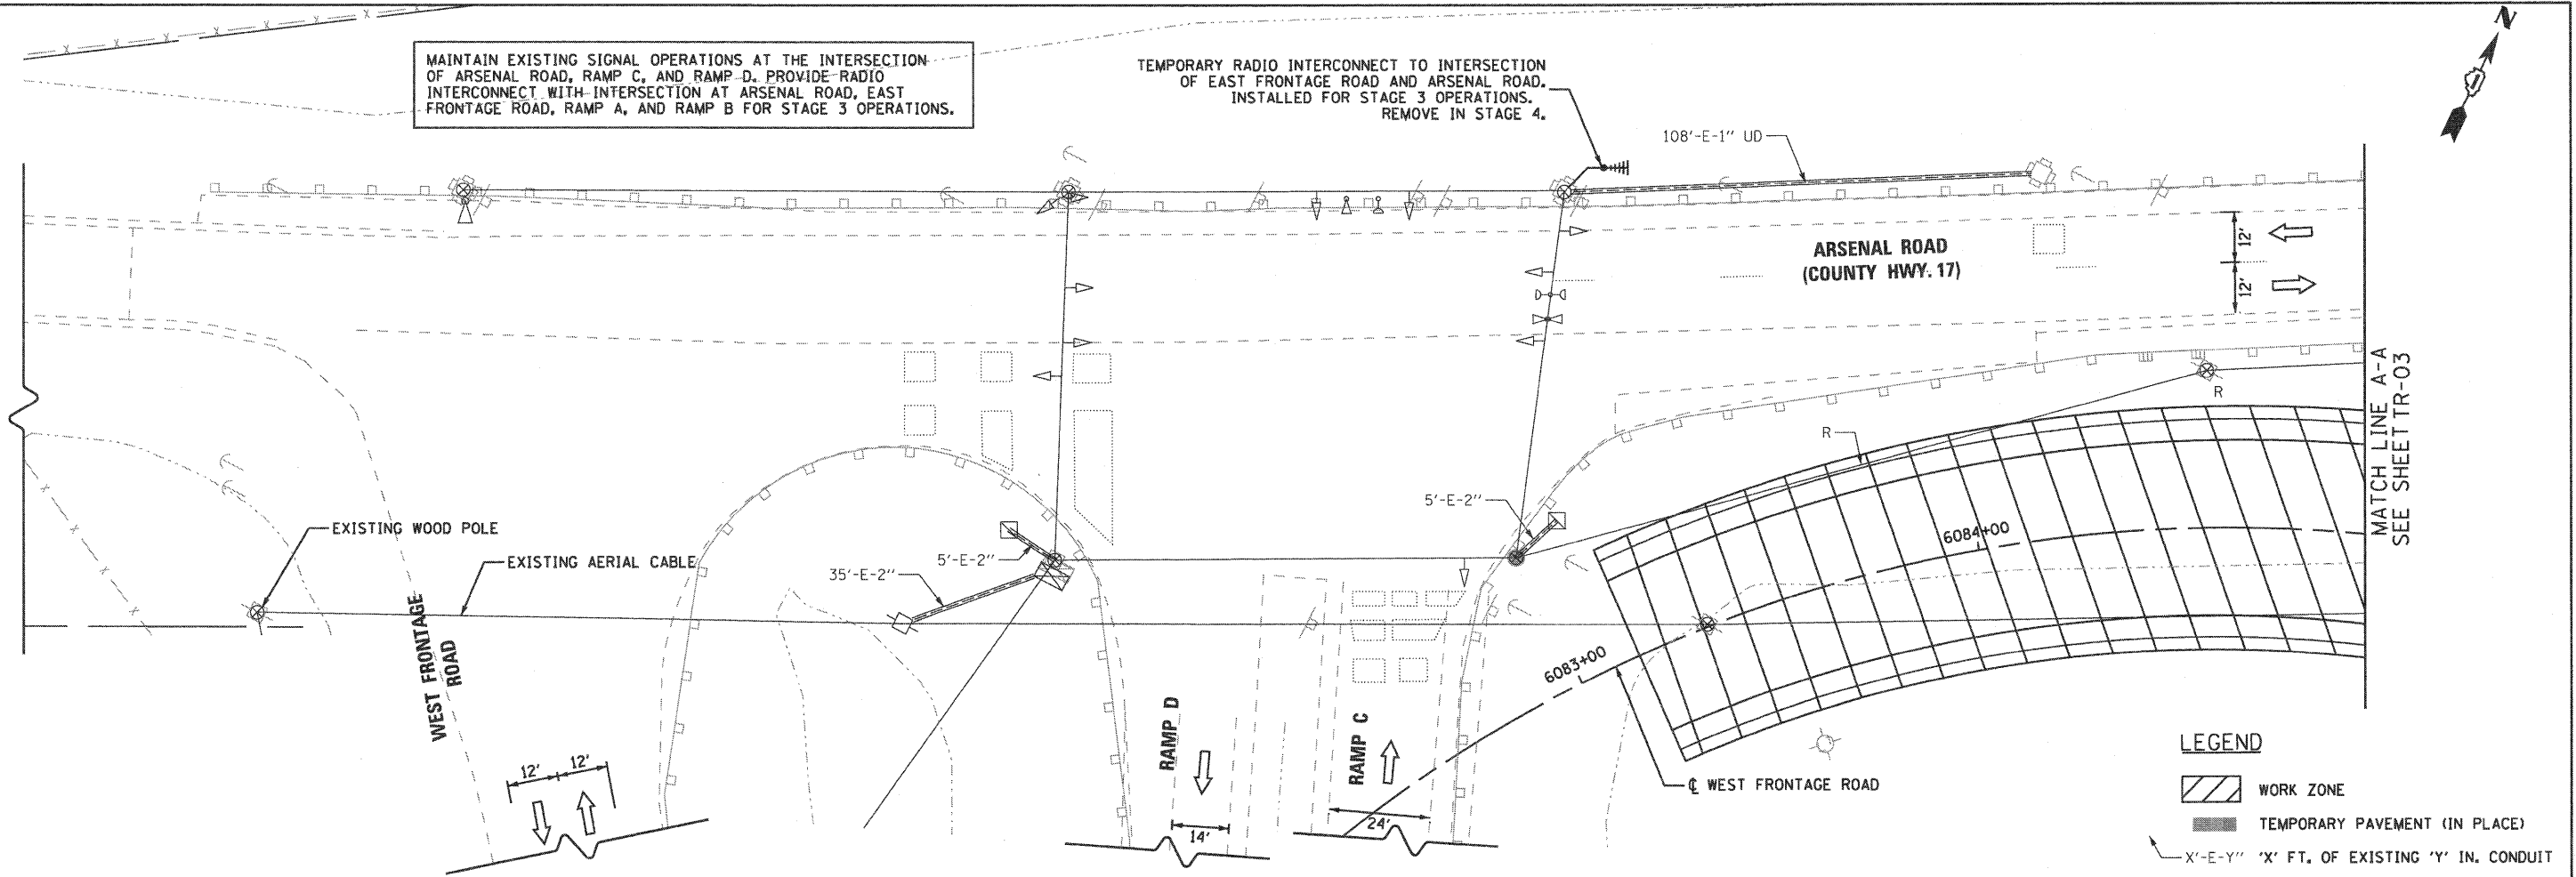 MAINTAIN EXISTING SIGNAL OPERATIONS AT THE INTERSECTION
OF ARSENAL ROAD, RAMP C, AND RAMP D. PROVIDE RADIO
INTERCONNECT WITH INTERSECTION AT ARSENAL ROAD, EAST
FRONTAGE ROAD, RAMP A, AND RAMP B FOR STAGE 3 OPERATIONS.
TEMPORARY RADIO INTERCONNECT TO INTERSECTION
OF EAST FRONTAGE ROAD AND ARSENAL ROAD.
INSTALLED FOR STAGE 3 OPERATIONS.
REMOVE IN STAGE 4.
N
108'-E-1" UD
ARSENAL ROAD
(COUNTY HWY. 17)
12'
12'
MATCH LINE A-A
SEE SHEET TR-03
R
R
5'-E-2"
6084+00
EXISTING WOOD POLE
EXISTING AERIAL CABLE
5'-E-2"
35'-E-2"
WEST FRONTAGE
ROAD
6083+00
RAMP D
RAMP C
12'
12'
14'
24'
℄ WEST FRONTAGE ROAD
LEGEND
WORK ZONE
TEMPORARY PAVEMENT (IN PLACE)
X'-E-Y" 'X' FT. OF EXISTING 'Y' IN. CONDUIT